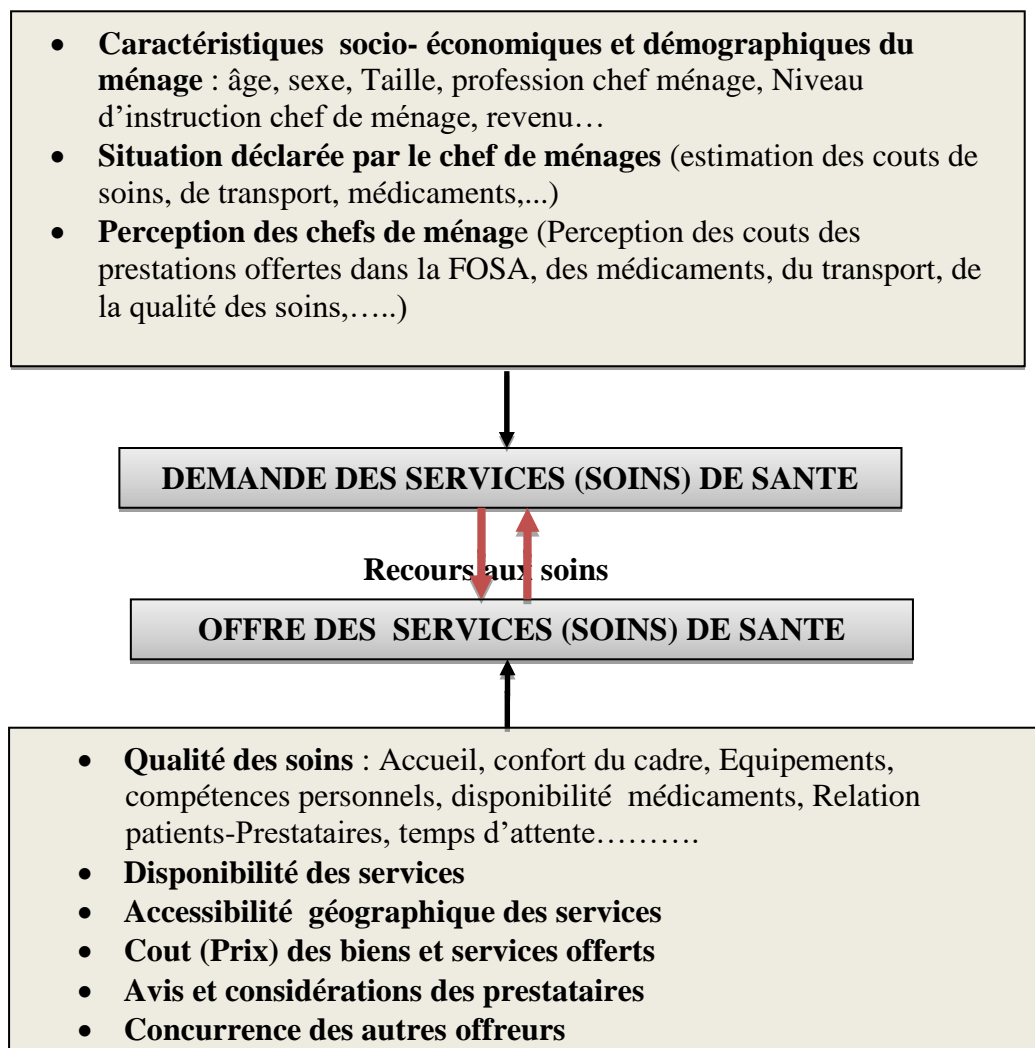 • Caractéristiques socio- économiques et démographiques du
ménage : âge, sexe, Taille, profession chef ménage, Niveau
d’instruction chef de ménage, revenu…
• Situation déclarée par le chef de ménages (estimation des couts de
soins, de transport, médicaments,...)
• Perception des chefs de ménage (Perception des couts des
prestations offertes dans la FOSA, des médicaments, du transport, de
la qualité des soins,…..)
DEMANDE DES SERVICES (SOINS) DE SANTE
Recours aux soins
OFFRE DES SERVICES (SOINS) DE SANTE
• Qualité des soins : Accueil, confort du cadre, Equipements,
compétences personnels, disponibilité médicaments, Relation
patients-Prestataires, temps d’attente……….
• Disponibilité des services
• Accessibilité géographique des services
• Cout (Prix) des biens et services offerts
• Avis et considérations des prestataires
• Concurrence des autres offreurs